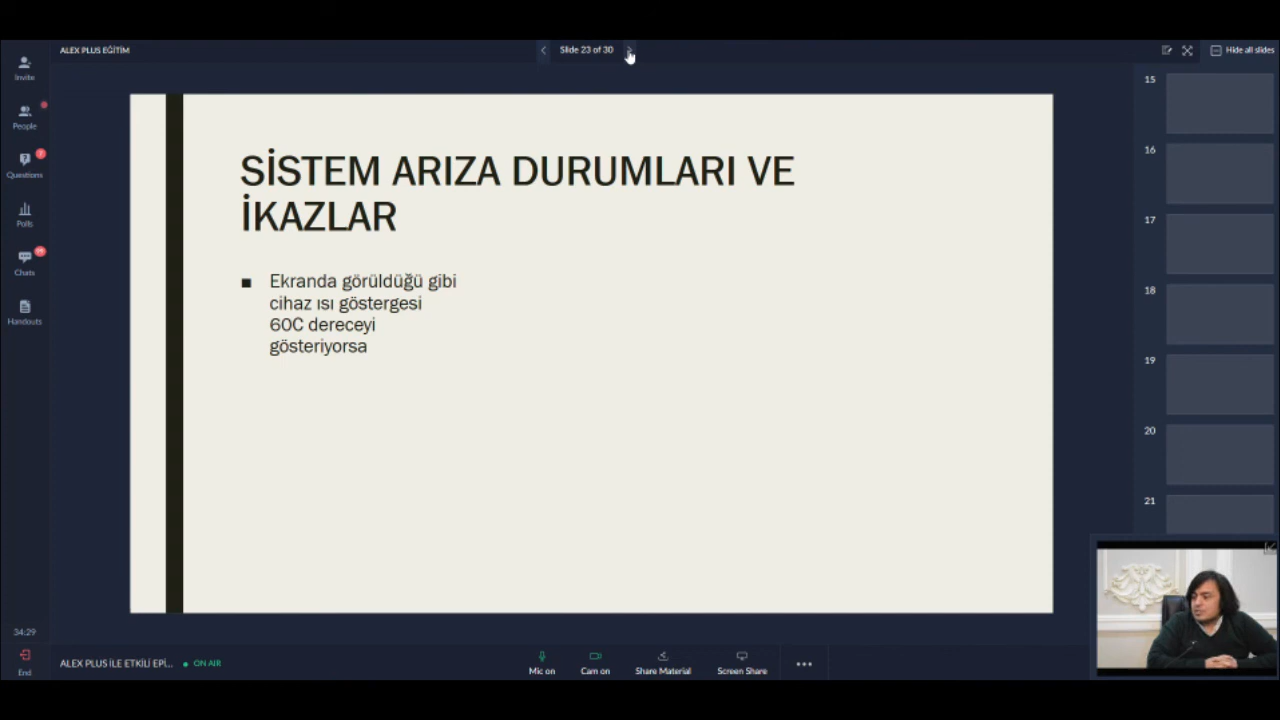 ALEX PLUS EĞİTİM
Slide 23 of 30
Hide all slides
Invite
People
Questions
7
Polls
Chats
Handouts
15
16
17
18
19
20
21
SİSTEM ARIZA DURUMLARI VE
İKAZLAR
Ekranda görüldüğü gibi
cihaz ısı göstergesi
60C dereceyi
gösteriyorsa
34:29
End
ALEX PLUS İLE ETKİLİ EPİ...
ON AIR
Mic on
Cam on
Share Material
Screen Share